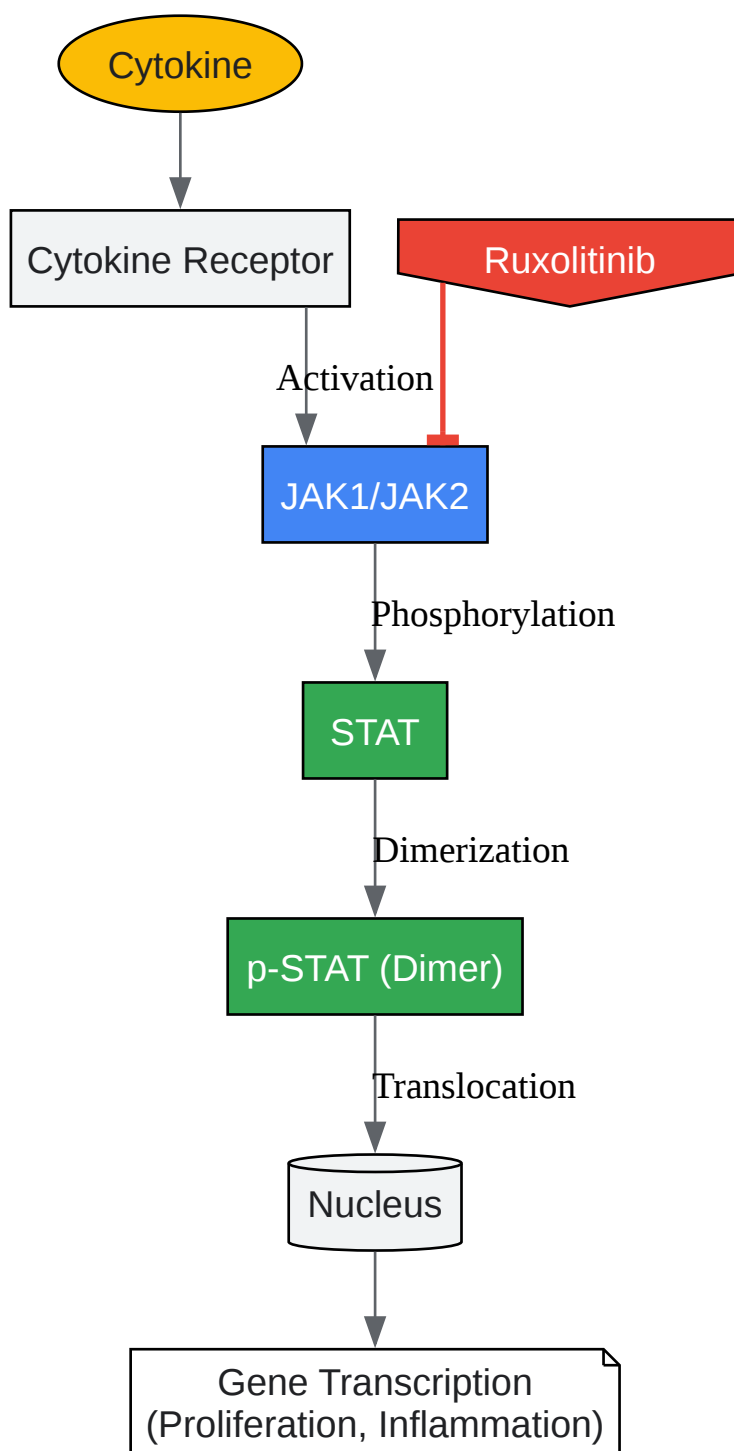 Cytokine
Cytokine Receptor
Ruxolitinib
Activation
JAK1/JAK2
Phosphorylation
STAT
Dimerization
p-STAT (Dimer)
Translocation
Nucleus
Gene Transcription
(Proliferation, Inflammation)